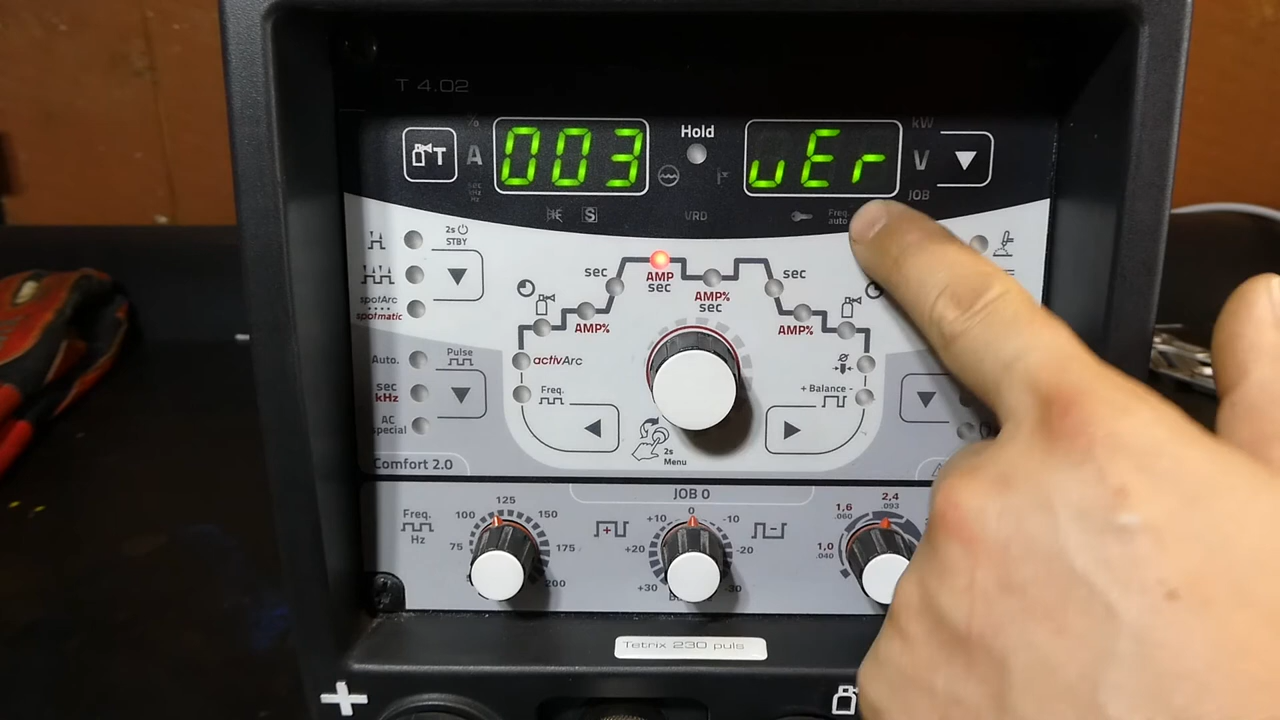 T 4.02
%
Hold
kW
T
A
003
uEr
V
sec
kHz
Hz
JOB
S
VRD
Freq.
auto
2s
STBY
spotArc
spotmatic
sec
AMP
sec
AMP%
sec
sec
AMP%
AMP%
activArc
Freq.
+ Balance -
Auto.
Pulse
sec
kHz
AC
special
2s
Menu
Comfort 2.0
JOB 0
Freq.
Hz
75
100
125
150
175
200
+30
+20
+10
0
-10
-20
-30
1,0
.040
1,6
.060
2,4
.093
Tetrix 230 puls